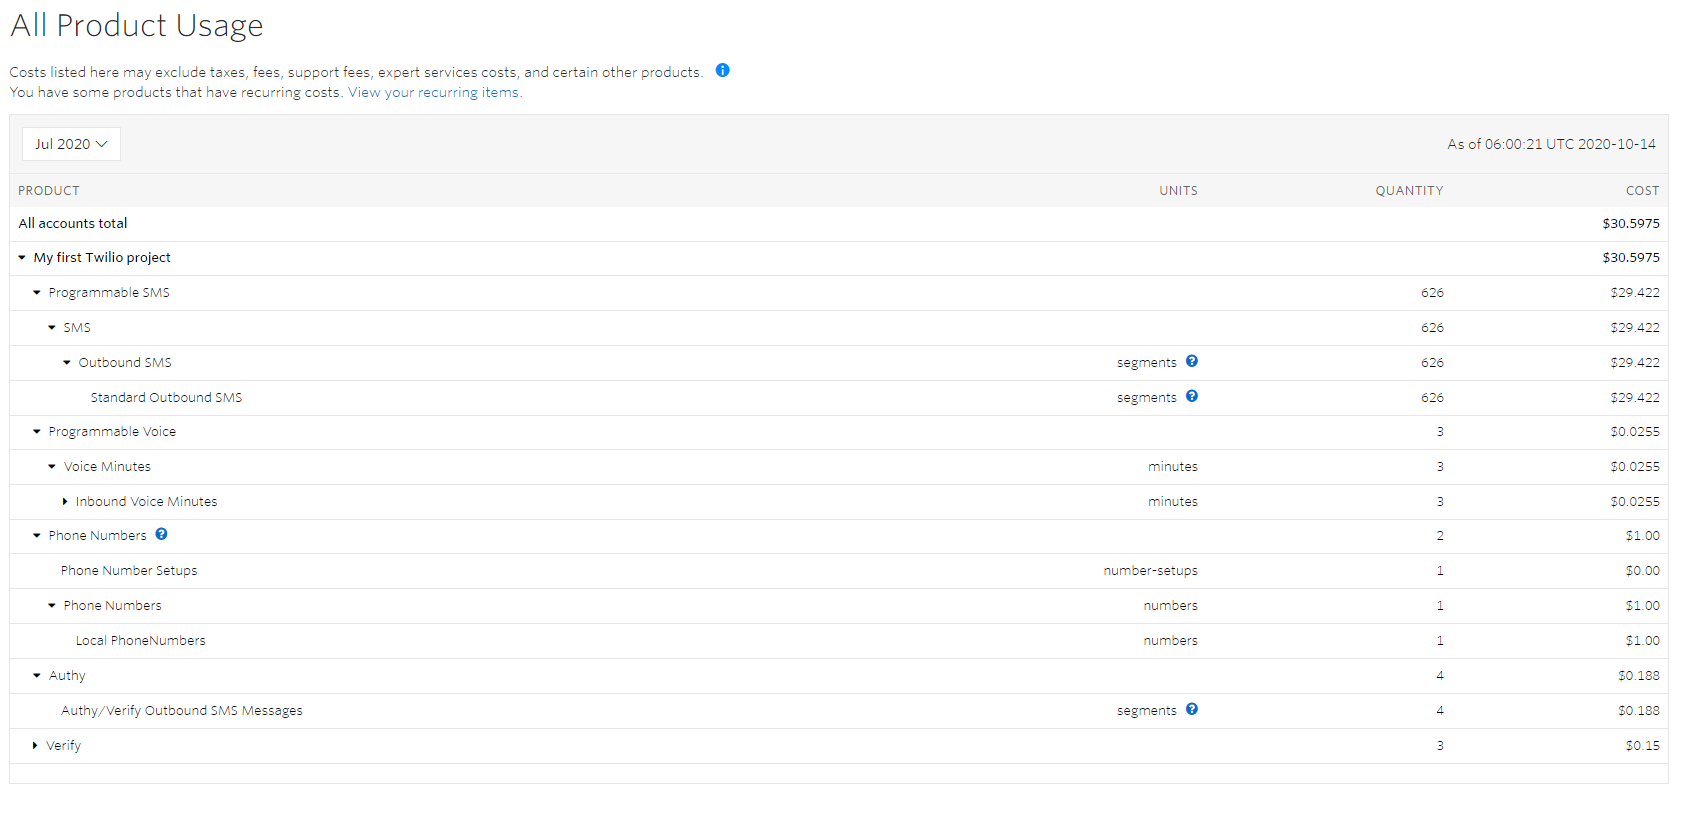 All Product Usage
Costs listed here may exclude taxes, fees, support fees, expert services costs, and certain other products.
You have some products that have recurring costs. View your recurring items.
Jul 2020 As of 06:00:21 UTC 2020-10-14
PRODUCT UNITS QUANTITY COST
All accounts total $30.5975
My first Twilio project $30.5975
Programmable SMS 626 $29.422
SMS 626 $29.422
Outbound SMS segments 626 $29.422
Standard Outbound SMS segments 626 $29.422
Programmable Voice 3 $0.0255
Voice Minutes minutes 3 $0.0255
Inbound Voice Minutes minutes 3 $0.0255
Phone Numbers 2 $1.00
Phone Number Setups number-setups 1 $0.00
Phone Numbers numbers 1 $1.00
Local PhoneNumbers numbers 1 $1.00
Authy 4 $0.188
Authy/Verify Outbound SMS Messages segments 4 $0.188
Verify 3 $0.15